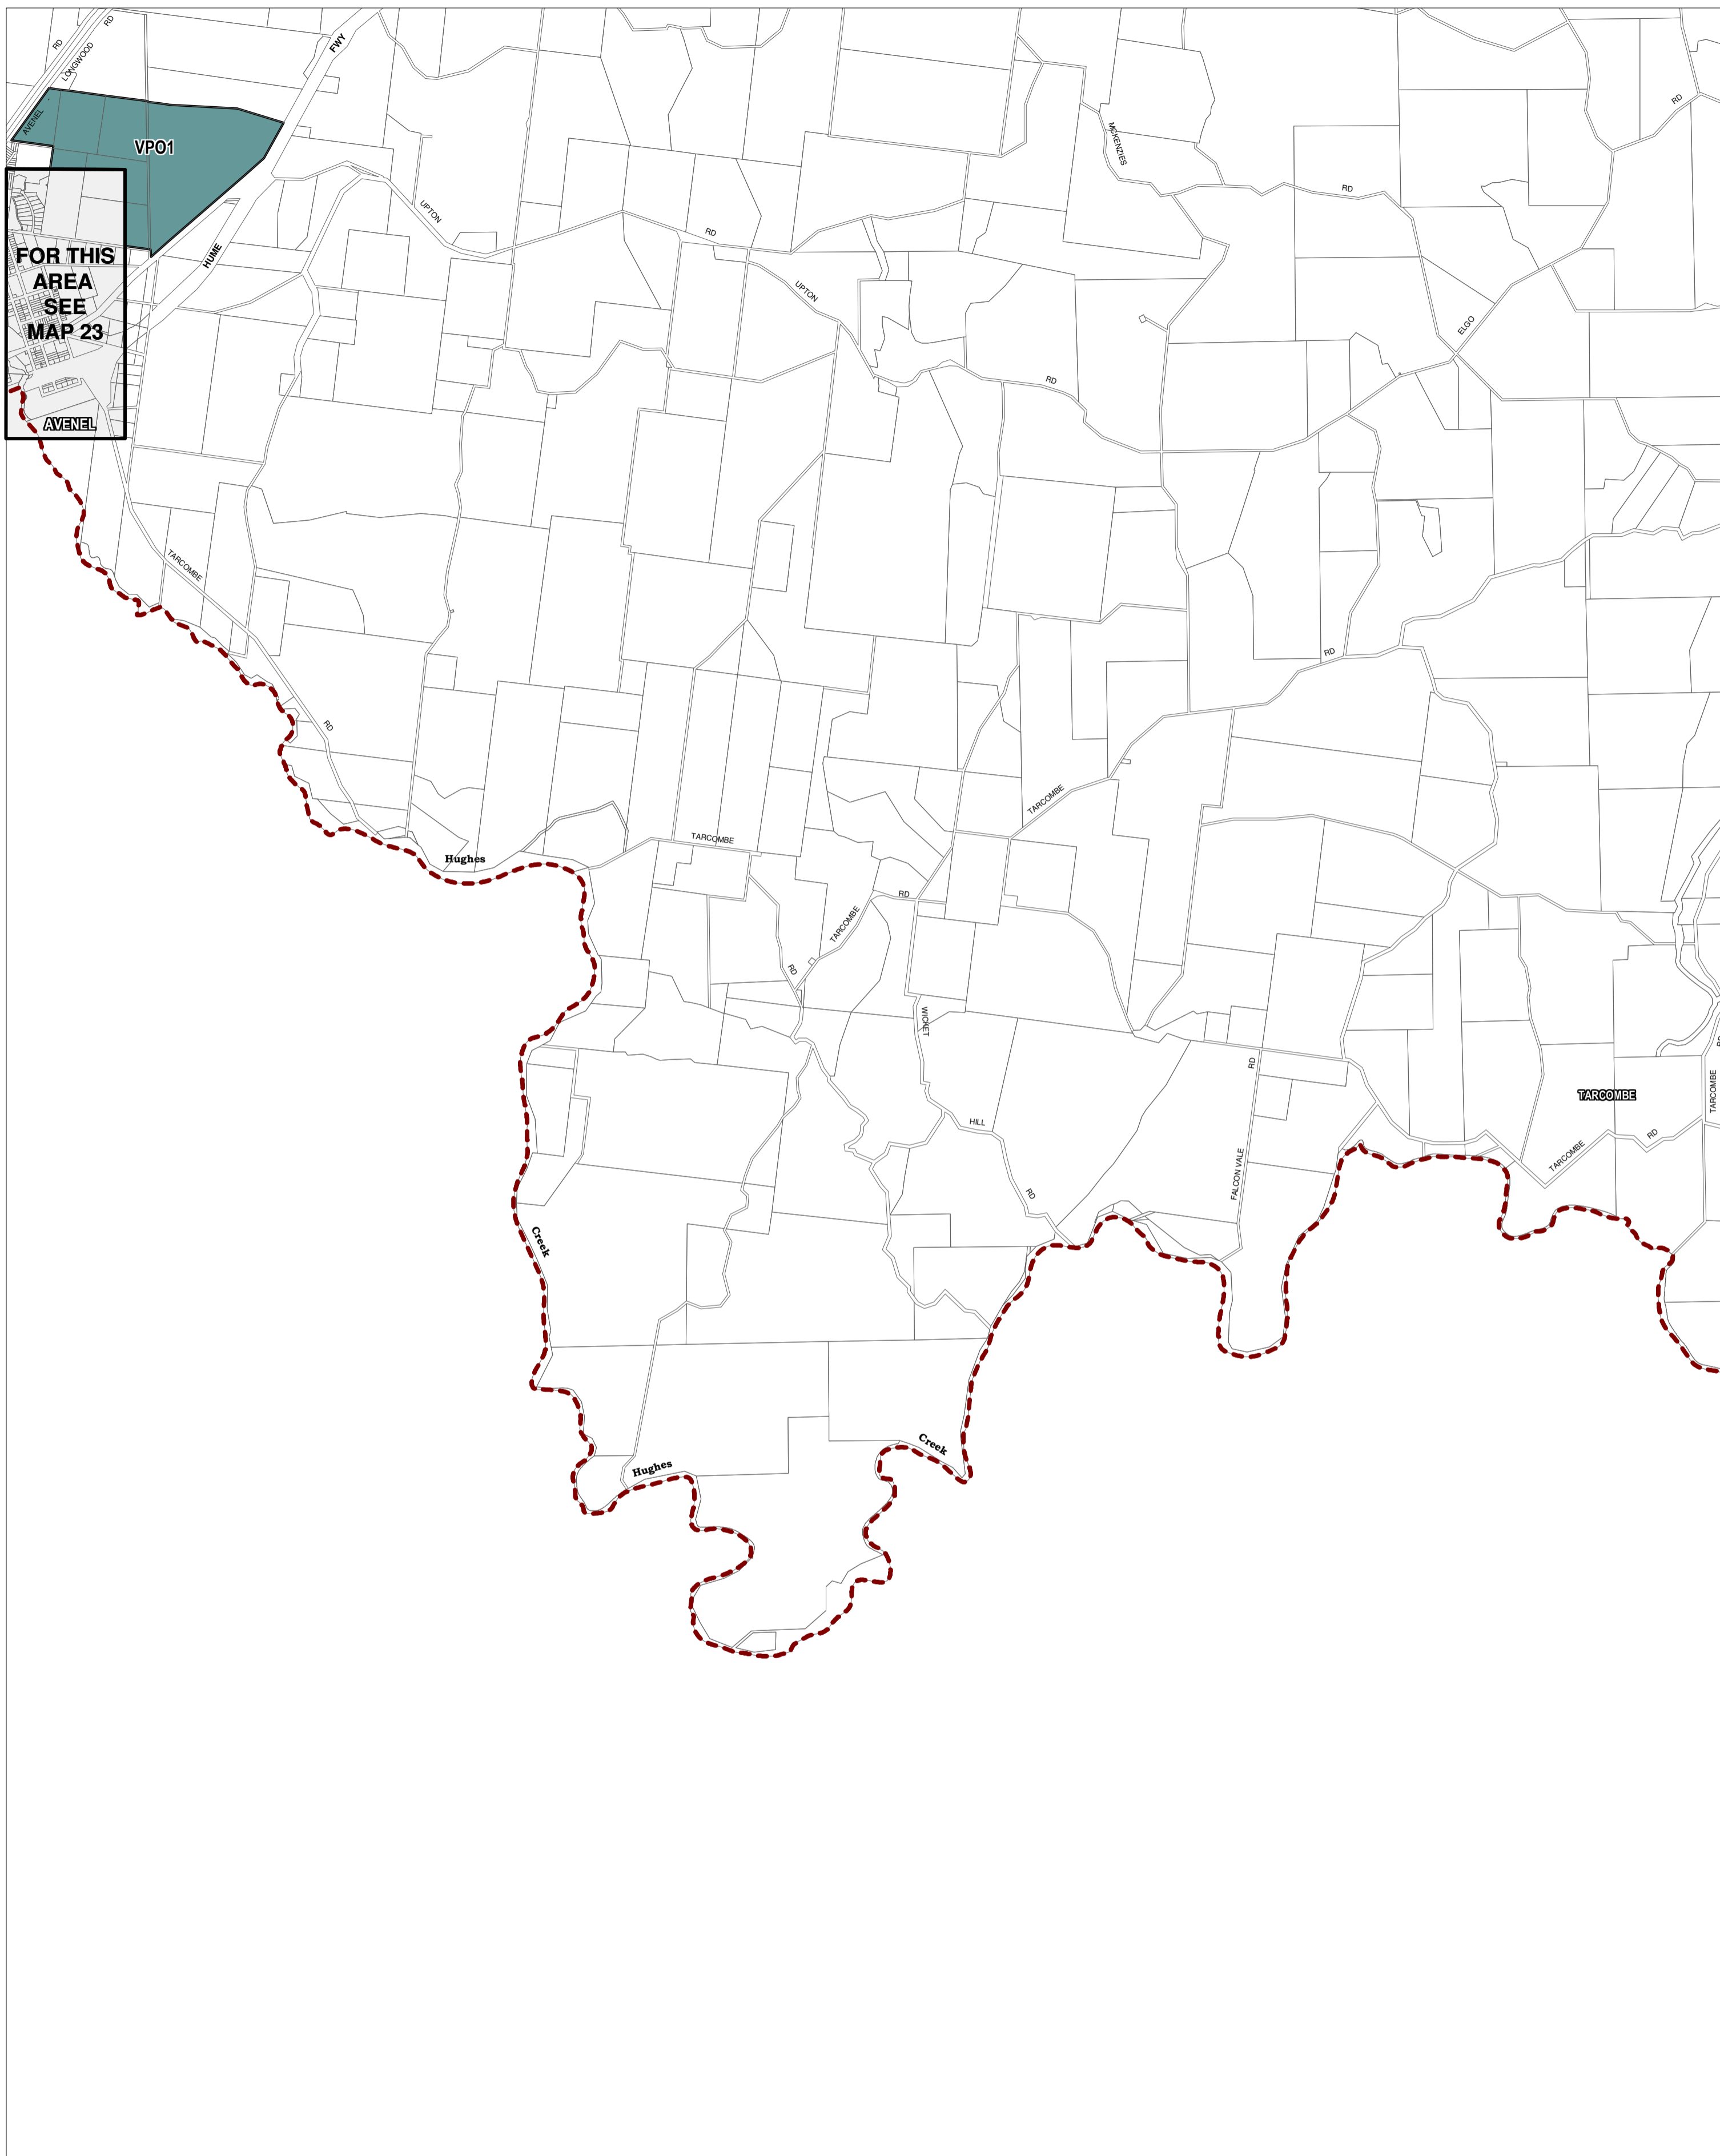 RD
LONGWOOD
RD
FWY
AVENEL
VPO1
MCKENZIES
RD
RD
UPTON
RD
HUME
FOR THIS
AREA
SEE
MAP 23
UPTON
ELGO
RD
AVENEL
TARCOMBE
RD
RD
TARCOMBE
TARCOMBE
Hughes
RD
TARCOMBE
RD
WICKET
RD
RD
TARCOMBE
TARCOMBE
HILL
RD
TARCOMBE
FALCON VALE
RD
Creek
Creek
Hughes